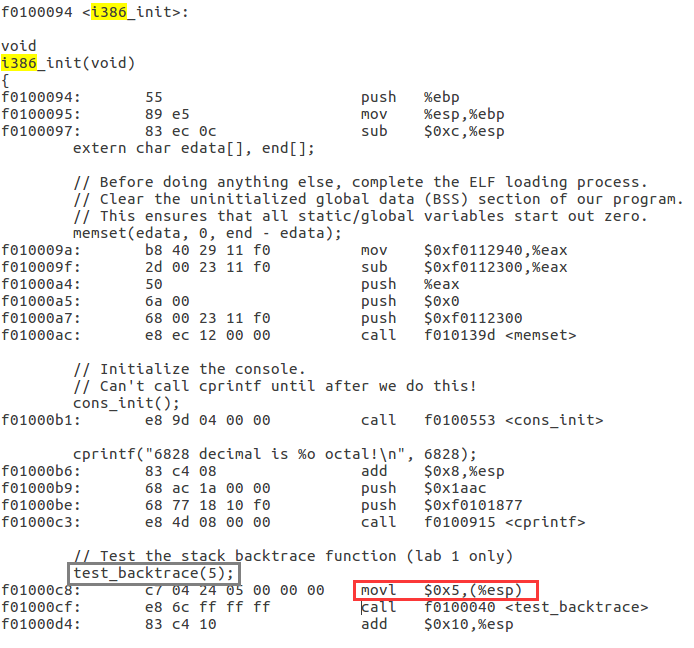 f0100094 <i386_init>:
void
i386_init(void)
{
f0100094:       55                      push   %ebp
f0100095:       89 e5                   mov    %esp,%ebp
f0100097:       83 ec 0c                sub    $0xc,%esp
extern char edata[], end[];
// Before doing anything else, complete the ELF loading process.
// Clear the uninitialized global data (BSS) section of our program.
// This ensures that all static/global variables start out zero.
memset(edata, 0, end - edata);
f010009a:       b8 40 29 11 f0          mov    $0xf0112940,%eax
f010009f:       2d 00 23 11 f0          sub    $0xf0112300,%eax
f01000a4:       50                      push   %eax
f01000a5:       6a 00                   push   $0x0
f01000a7:       68 00 23 11 f0          push   $0xf0112300
f01000ac:       e8 ec 12 00 00          call   f010139d <memset>
// Initialize the console.
// Can't call cprintf until after we do this!
cons_init();
f01000b1:       e8 9d 04 00 00          call   f0100553 <cons_init>
cprintf("6828 decimal is %o octal!\n", 6828);
f01000b6:       83 c4 08                add    $0x8,%esp
f01000b9:       68 ac 1a 00 00          push   $0x1aac
f01000be:       68 77 18 10 f0          push   $0xf0101877
f01000c3:       e8 4d 08 00 00          call   f0100915 <cprintf>
// Test the stack backtrace function (lab 1 only)
test_backtrace(5);
f01000c8:       c7 04 24 05 00 00 00    movl   $0x5,(%esp)
f01000cf:       e8 6c ff ff ff          call   f0100040 <test_backtrace>
f01000d4:       83 c4 10                add    $0x10,%esp